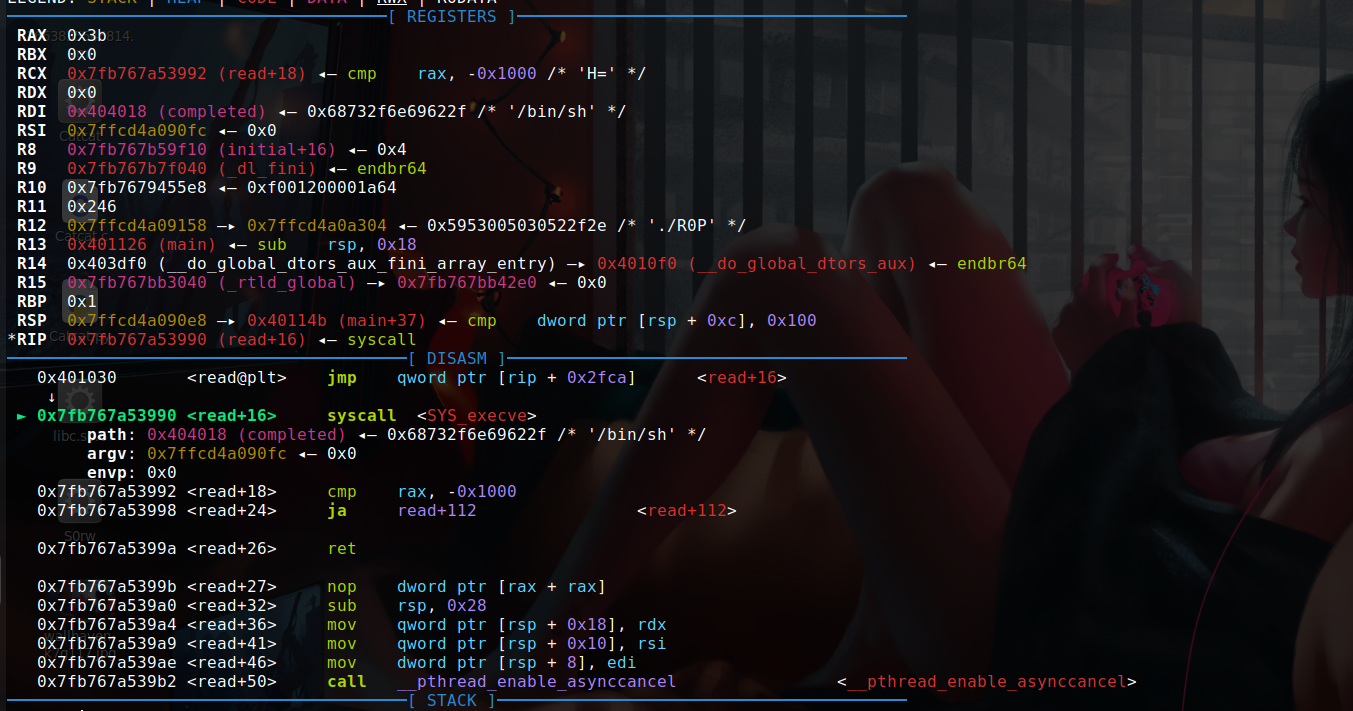 LEGEND: STACK | HEAP | CODE | DATA | RWX | RODATA
[ REGISTERS ]
RAX 0x3b
RBX 0x0
RCX 0x7fb767a53992 (read+18) ◂— cmp rax, -0x1000 /* 'H=' */
RDX 0x0
RDI 0x404018 (completed) ◂— 0x68732f6e69622f /* '/bin/sh' */
RSI 0x7ffcd4a090fc ◂— 0x0
R8 0x7fb767b59f10 (initial+16) ◂— 0x4
R9 0x7fb767b7f040 (_dl_fini) ◂— endbr64
R10 0x7fb7679455e8 ◂— 0xf001200001a64
R11 0x246
R12 0x7ffcd4a09158 —▸ 0x7ffcd4a0a304 ◂— 0x5953005030522f2e /* './R0P' */
R13 0x401126 (main) ◂— sub rsp, 0x18
R14 0x403df0 (__do_global_dtors_aux_fini_array_entry) —▸ 0x4010f0 (__do_global_dtors_aux) ◂— endbr64
R15 0x7fb767bb3040 (_rtld_global) —▸ 0x7fb767bb42e0 ◂— 0x0
RBP 0x1
RSP 0x7ffcd4a090e8 —▸ 0x40114b (main+37) ◂— cmp dword ptr [rsp + 0xc], 0x100
*RIP 0x7fb767a53990 (read+16) ◂— syscall
[ DISASM ]
0x401030 <read@plt> jmp qword ptr [rip + 0x2fca] <read+16>
↓
► 0x7fb767a53990 <read+16> syscall <SYS_execve>
path: 0x404018 (completed) ◂— 0x68732f6e69622f /* '/bin/sh' */
argv: 0x7ffcd4a090fc ◂— 0x0
envp: 0x0
0x7fb767a53992 <read+18> cmp rax, -0x1000
0x7fb767a53998 <read+24> ja read+112 <read+112>
0x7fb767a5399a <read+26> ret
0x7fb767a5399b <read+27> nop dword ptr [rax + rax]
0x7fb767a539a0 <read+32> sub rsp, 0x28
0x7fb767a539a4 <read+36> mov qword ptr [rsp + 0x18], rdx
0x7fb767a539a9 <read+41> mov qword ptr [rsp + 0x10], rsi
0x7fb767a539ae <read+46> mov dword ptr [rsp + 8], edi
0x7fb767a539b2 <read+50> call __pthread_enable_asynccancel <__pthread_enable_asynccancel>
[ STACK ]